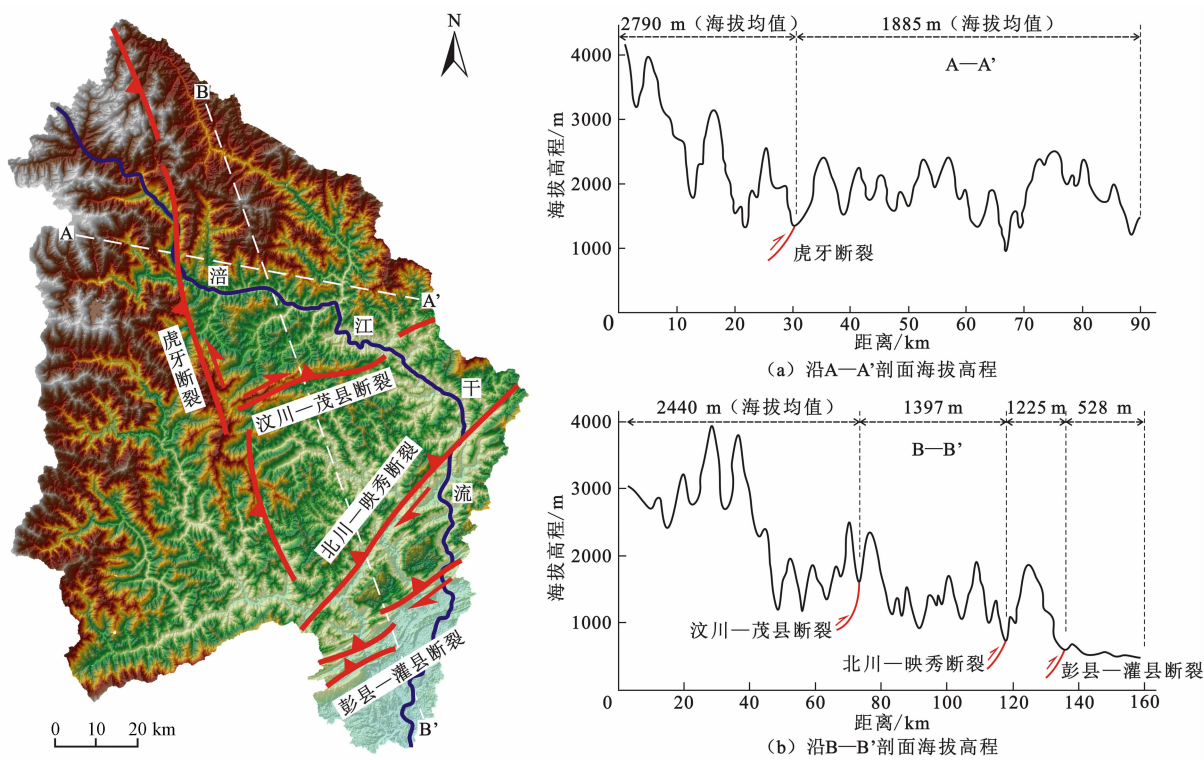 N
B
A
涪
江
A'
虎牙断裂
汶川—茂县断裂
干
北川—映秀断裂
流
彭县—灌县断裂
B'
0 10 20 km
2790 m（海拔均值）
1885 m（海拔均值）
A—A'
海拔高程/m
4000
3000
2000
1000
虎牙断裂
0 10 20 30 40 50 60 70 80 90
距离/km
（a）沿A—A'剖面海拔高程
2440 m（海拔均值）
1397 m
1225 m
528 m
B—B'
海拔高程/m
4000
3000
2000
1000
汶川—茂县断裂
北川—映秀断裂
彭县—灌县断裂
0 20 40 60 80 100 120 140 160
距离/km
（b）沿B—B'剖面海拔高程